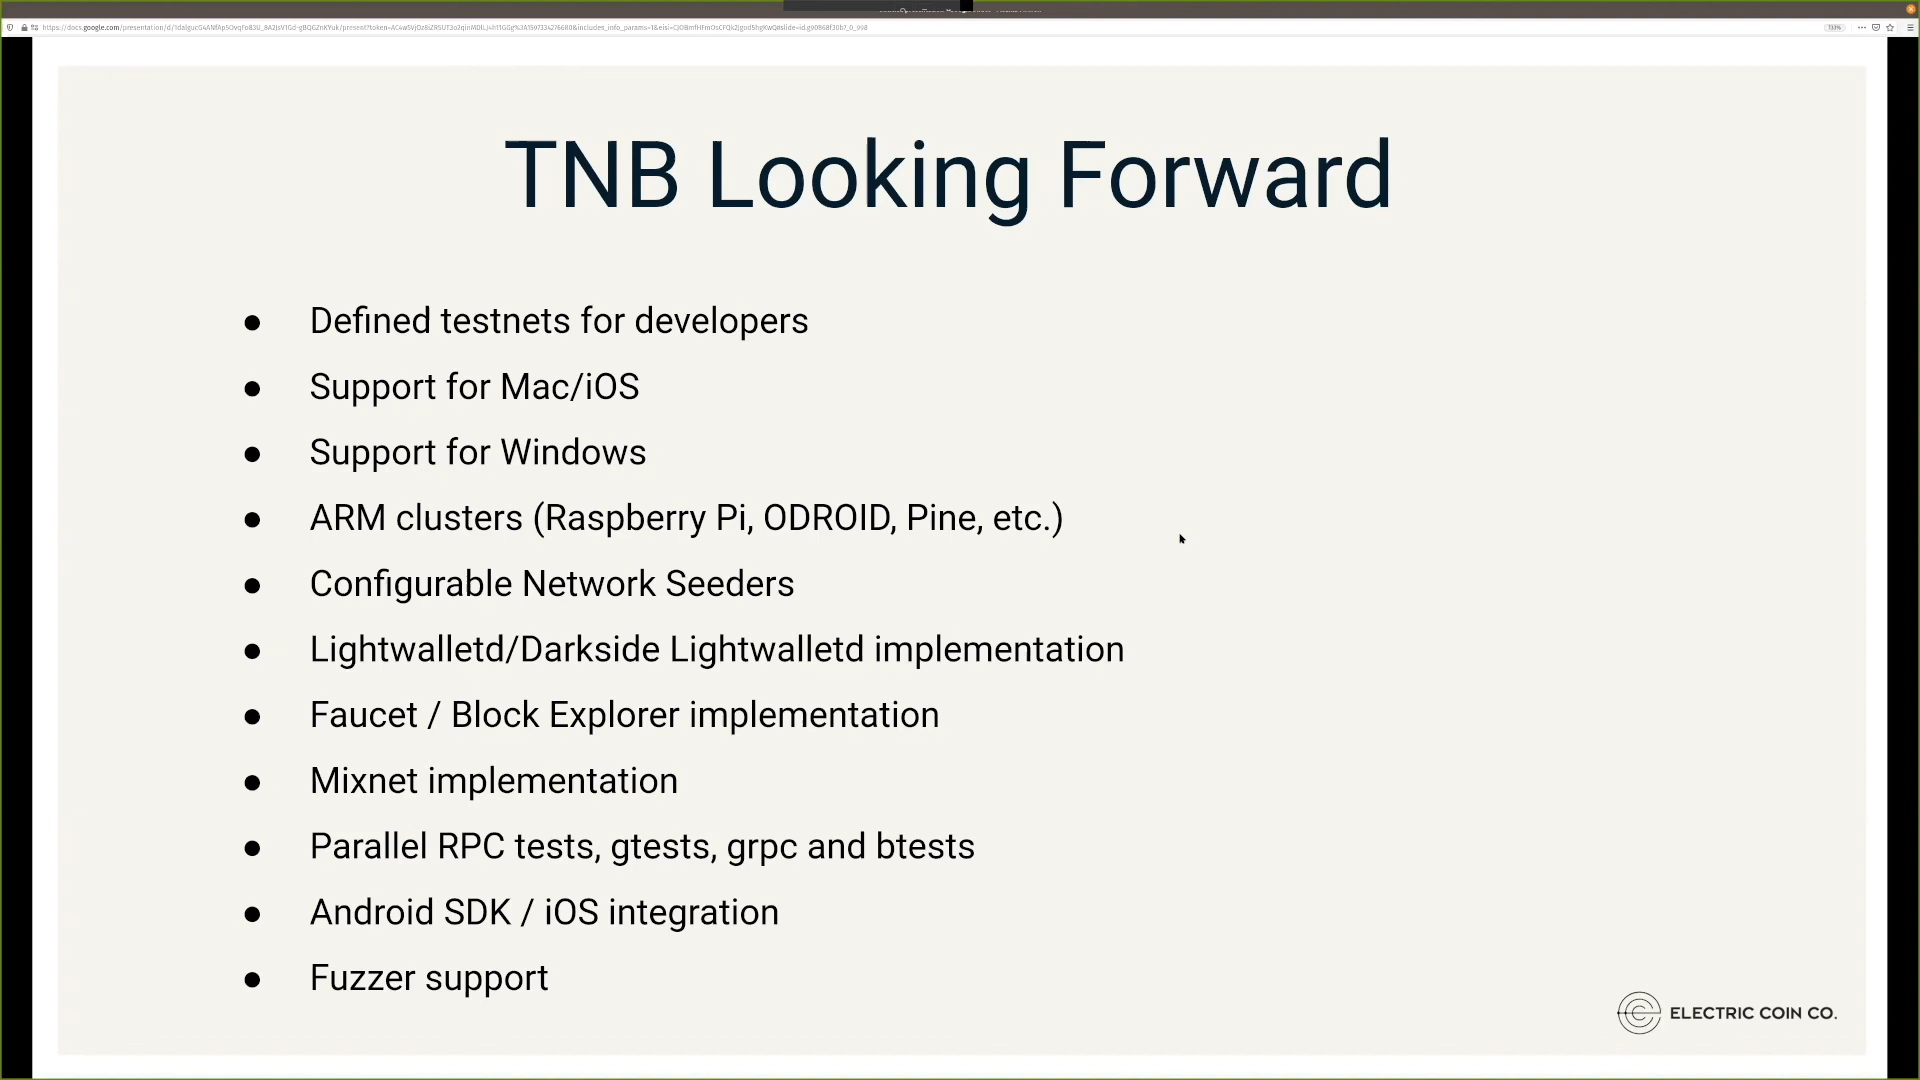 TNB Looking Forward
● Defined testnets for developers
● Support for Mac/iOS
● Support for Windows
● ARM clusters (Raspberry Pi, ODROID, Pine, etc.)
● Configurable Network Seeders
● Lightwalletd/Darkside Lightwalletd implementation
● Faucet / Block Explorer implementation
● Mixnet implementation
● Parallel RPC tests, gtests, grpc and btests
● Android SDK / iOS integration
● Fuzzer support
ELECTRIC COIN CO.